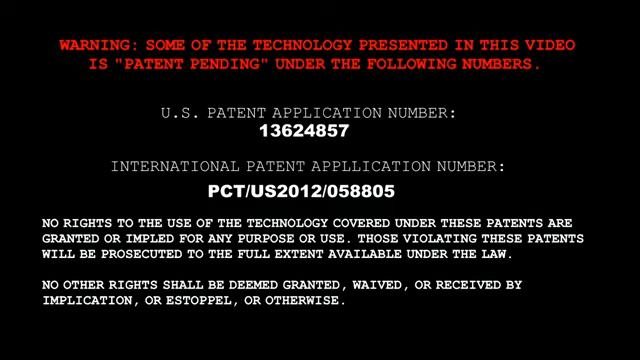 WARNING: SOME OF THE TECHNOLOGY PRESENTED IN THIS VIDEO
IS "PATENT PENDING" UNDER THE FOLLOWING NUMBERS.
U.S. PATENT APPLICATION NUMBER:
13624857
INTERNATIONAL PATENT APPLLICATION NUMBER:
PCT/US2012/058805
NO RIGHTS TO THE USE OF THE TECHNOLOGY COVERED UNDER THESE PATENTS ARE
GRANTED OR IMPLED FOR ANY PURPOSE OR USE. THOSE VIOLATING THESE PATENTS
WILL BE PROSECUTED TO THE FULL EXTENT AVAILABLE UNDER THE LAW.
NO OTHER RIGHTS SHALL BE DEEMED GRANTED, WAIVED, OR RECEIVED BY
IMPLICATION, OR ESTOPPEL, OR OTHERWISE.